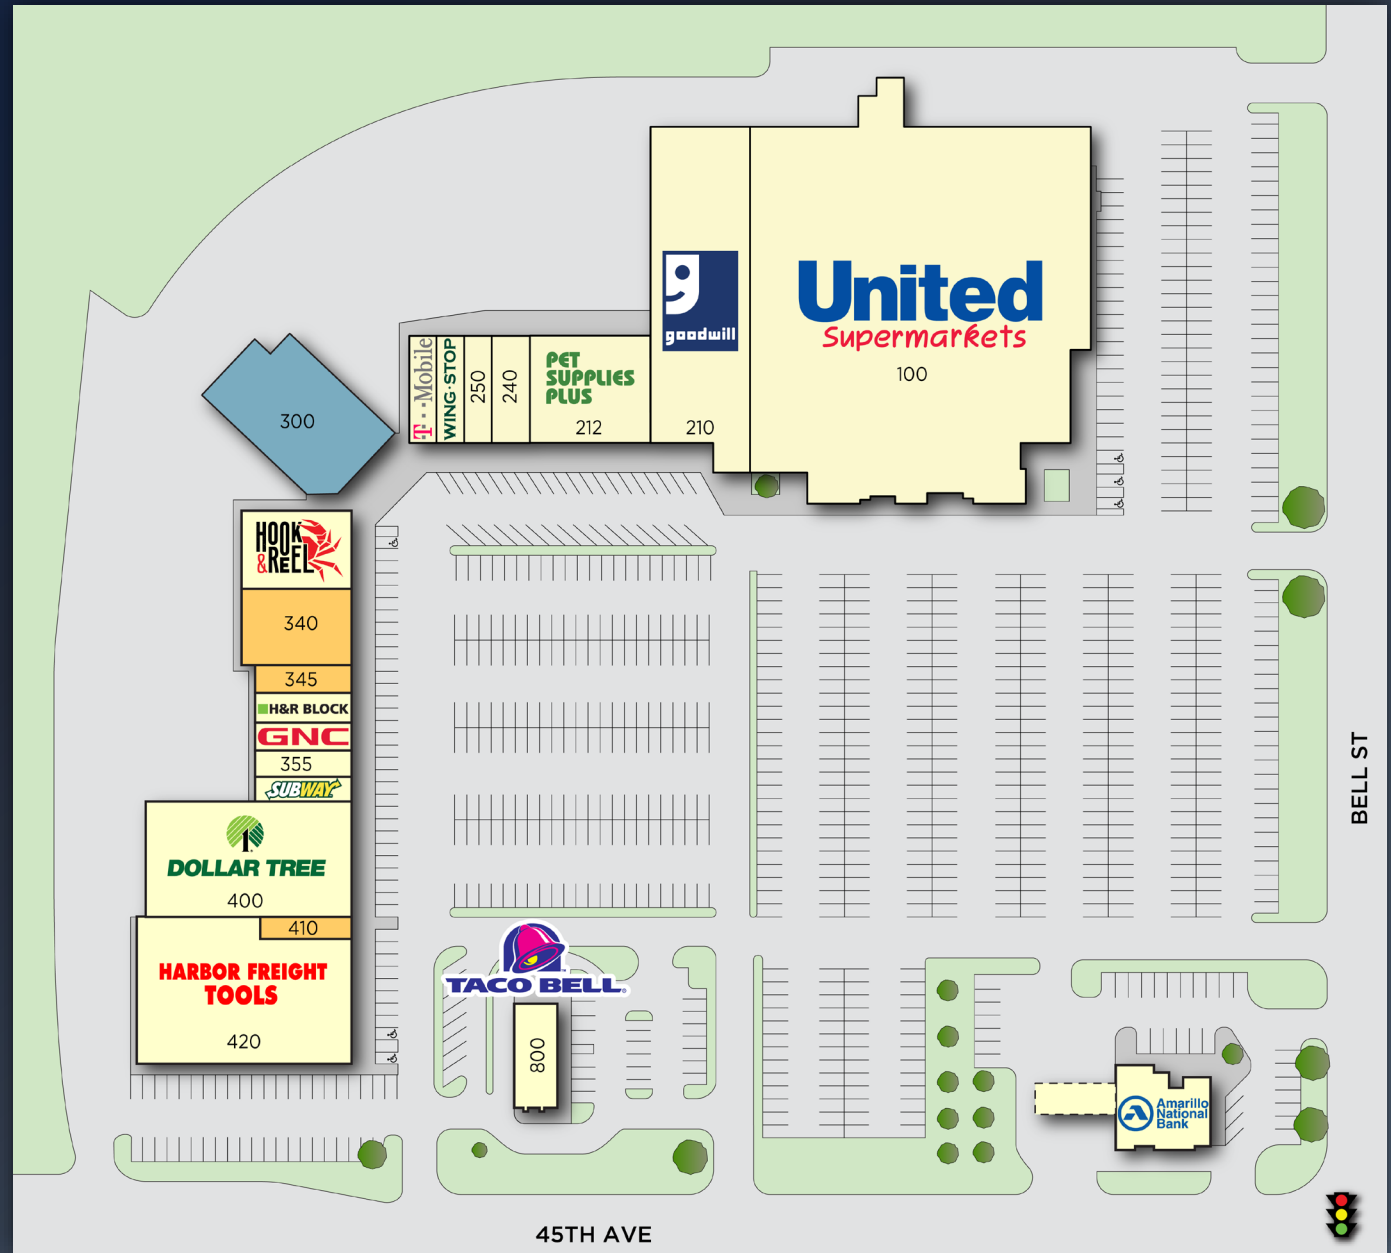 goodwill
210
United
Supermarkets
100
T··Mobile
WING·STOP
250
240
PET
SUPPLIES
PLUS
212
300
HOOK
& REEL
340
345
H&R BLOCK
GNC
355
SUBWAY
DOLLAR TREE
400
410
HARBOR FREIGHT
TOOLS
420
TACO BELL
800
Amarillo
National
Bank
BELL ST
45TH AVE